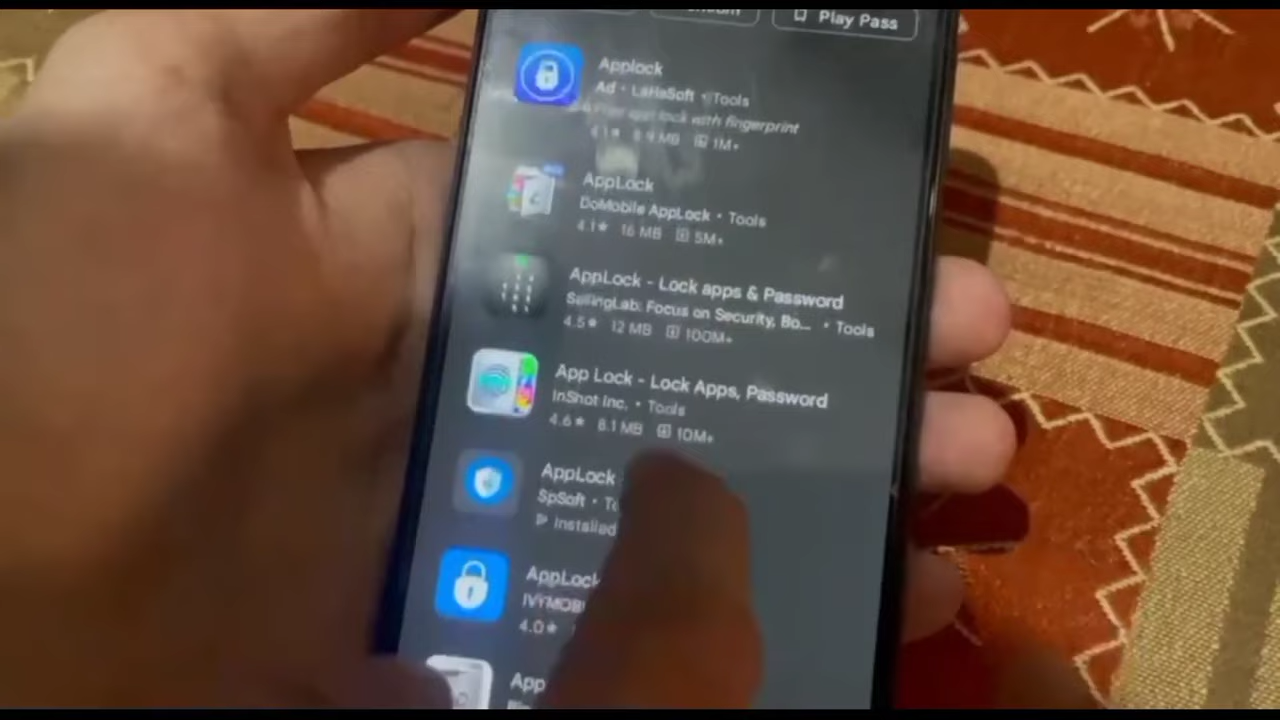 Play Pass
Applock
Ad • LaHaSoft • Tools
app lock with fingerprint
4.1★ 8.9 MB 1M+
AppLock
DoMobile AppLock • Tools
4.1★ 16 MB 5M+
AppLock - Lock apps & Password
SailingLab: Focus on Security, Bo... • Tools
4.5★ 12 MB 100M+
App Lock - Lock Apps, Password
InShot Inc. • Tools
4.6★ 8.1 MB 10M+
AppLock
SpSoft • To
Installed
AppLock
IVYMOBI
4.0★
App